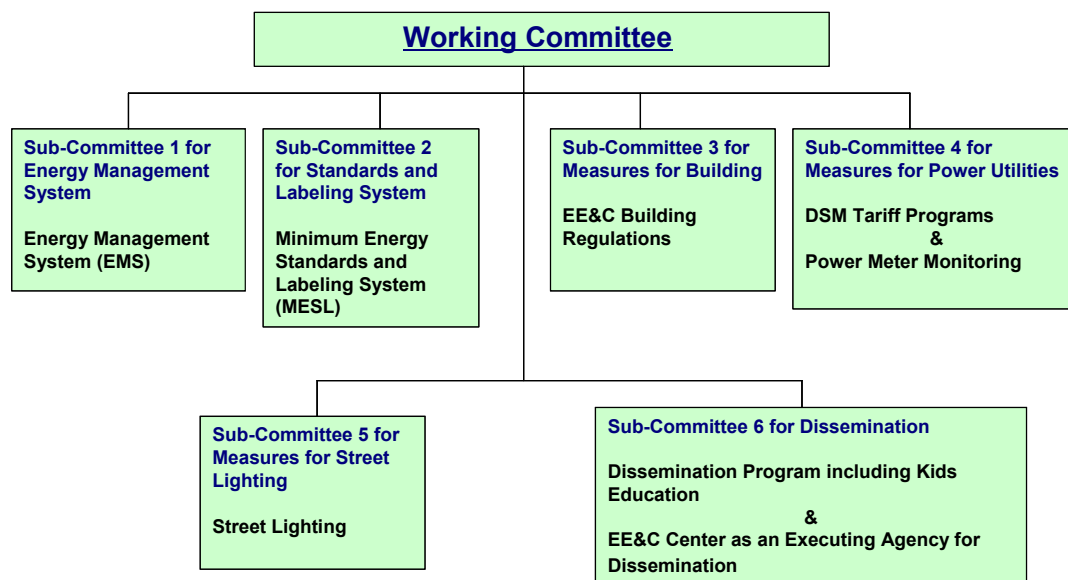 Working Committee
Sub-Committee 1 for
Energy Management
System
Energy Management
System (EMS)
Sub-Committee 2
for Standards and
Labeling System
Minimum Energy
Standards and
Labeling System
(MESL)
Sub-Committee 3 for
Measures for Building
EE&C Building
Regulations
Sub-Committee 4 for
Measures for Power Utilities
DSM Tariff Programs
&
Power Meter Monitoring
Sub-Committee 5 for
Measures for Street
Lighting
Street Lighting
Sub-Committee 6 for Dissemination
Dissemination Program including Kids
Education
&
EE&C Center as an Executing Agency for
Dissemination